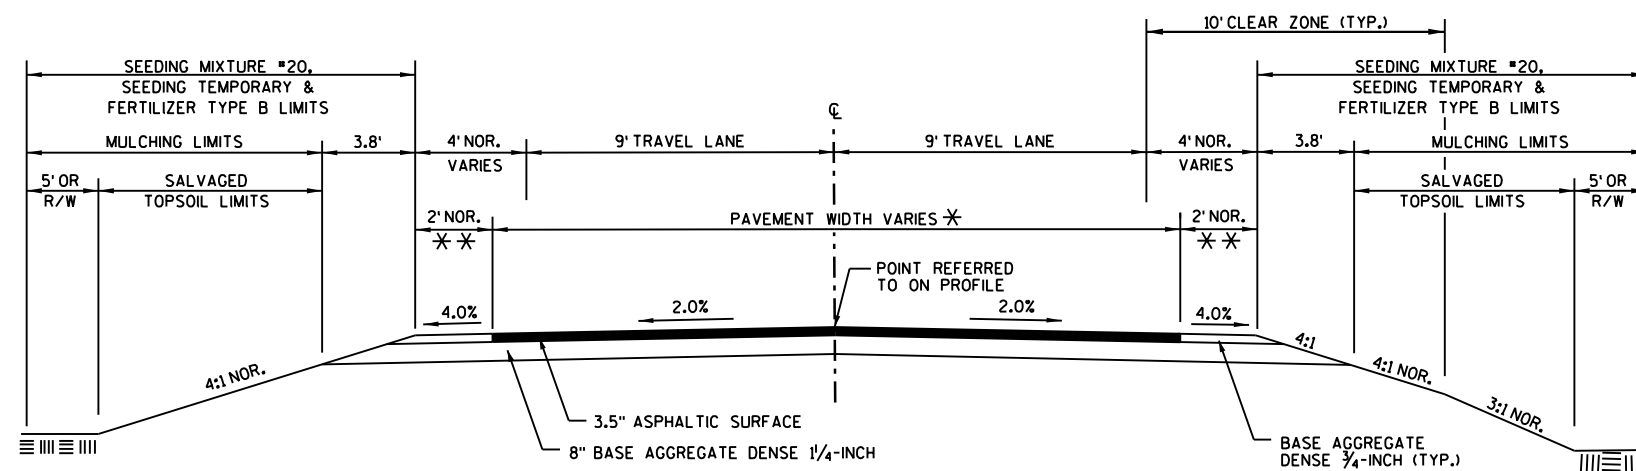 10' CLEAR ZONE (TYP.)
SEEDING MIXTURE #20,
SEEDING TEMPORARY &
FERTILIZER TYPE B LIMITS
SEEDING MIXTURE #20,
SEEDING TEMPORARY &
FERTILIZER TYPE B LIMITS
℄
MULCHING LIMITS
3.8'
4' NOR.
VARIES
9' TRAVEL LANE
9' TRAVEL LANE
4' NOR.
VARIES
3.8'
MULCHING LIMITS
5' OR
R/W
SALVAGED
TOPSOIL LIMITS
SALVAGED
TOPSOIL LIMITS
5' OR
R/W
2' NOR.
* *
PAVEMENT WIDTH VARIES *
2' NOR.
* *
POINT REFERRED
TO ON PROFILE
4.0%
2.0%
2.0%
4.0%
4:1 NOR.
4:1
4:1 NOR.
3:1 NOR.
3.5" ASPHALTIC SURFACE
8" BASE AGGREGATE DENSE 1 1/4-INCH
BASE AGGREGATE
DENSE 3/4-INCH (TYP.)